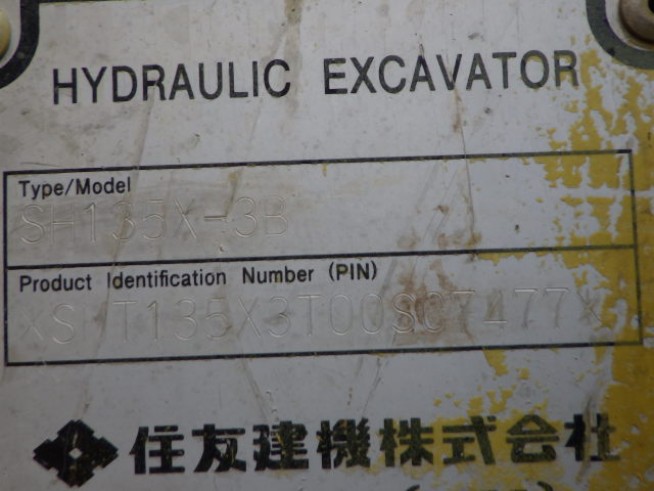 HYDRAULIC EXCAVATOR
Type/Model
SH135X-3B
Product Identification Number (PIN)
住友建機株式会社